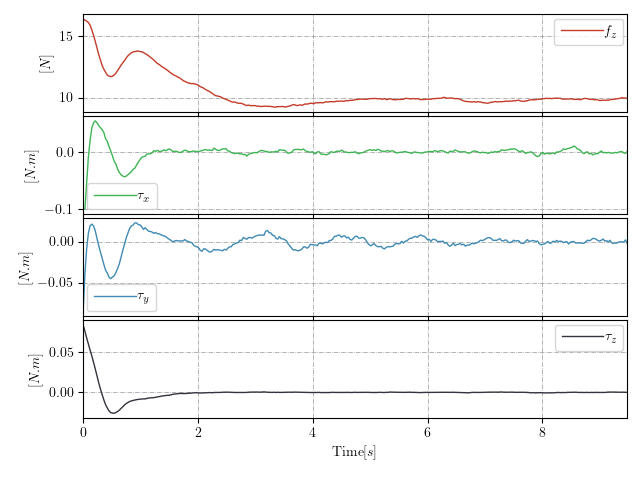 15
10
[N]
f_z
0.0
−0.1
[N.m]
τ_x
0.00
−0.05
[N.m]
τ_y
0.05
0.00
[N.m]
τ_z
0 2 4 6 8
Time[s]